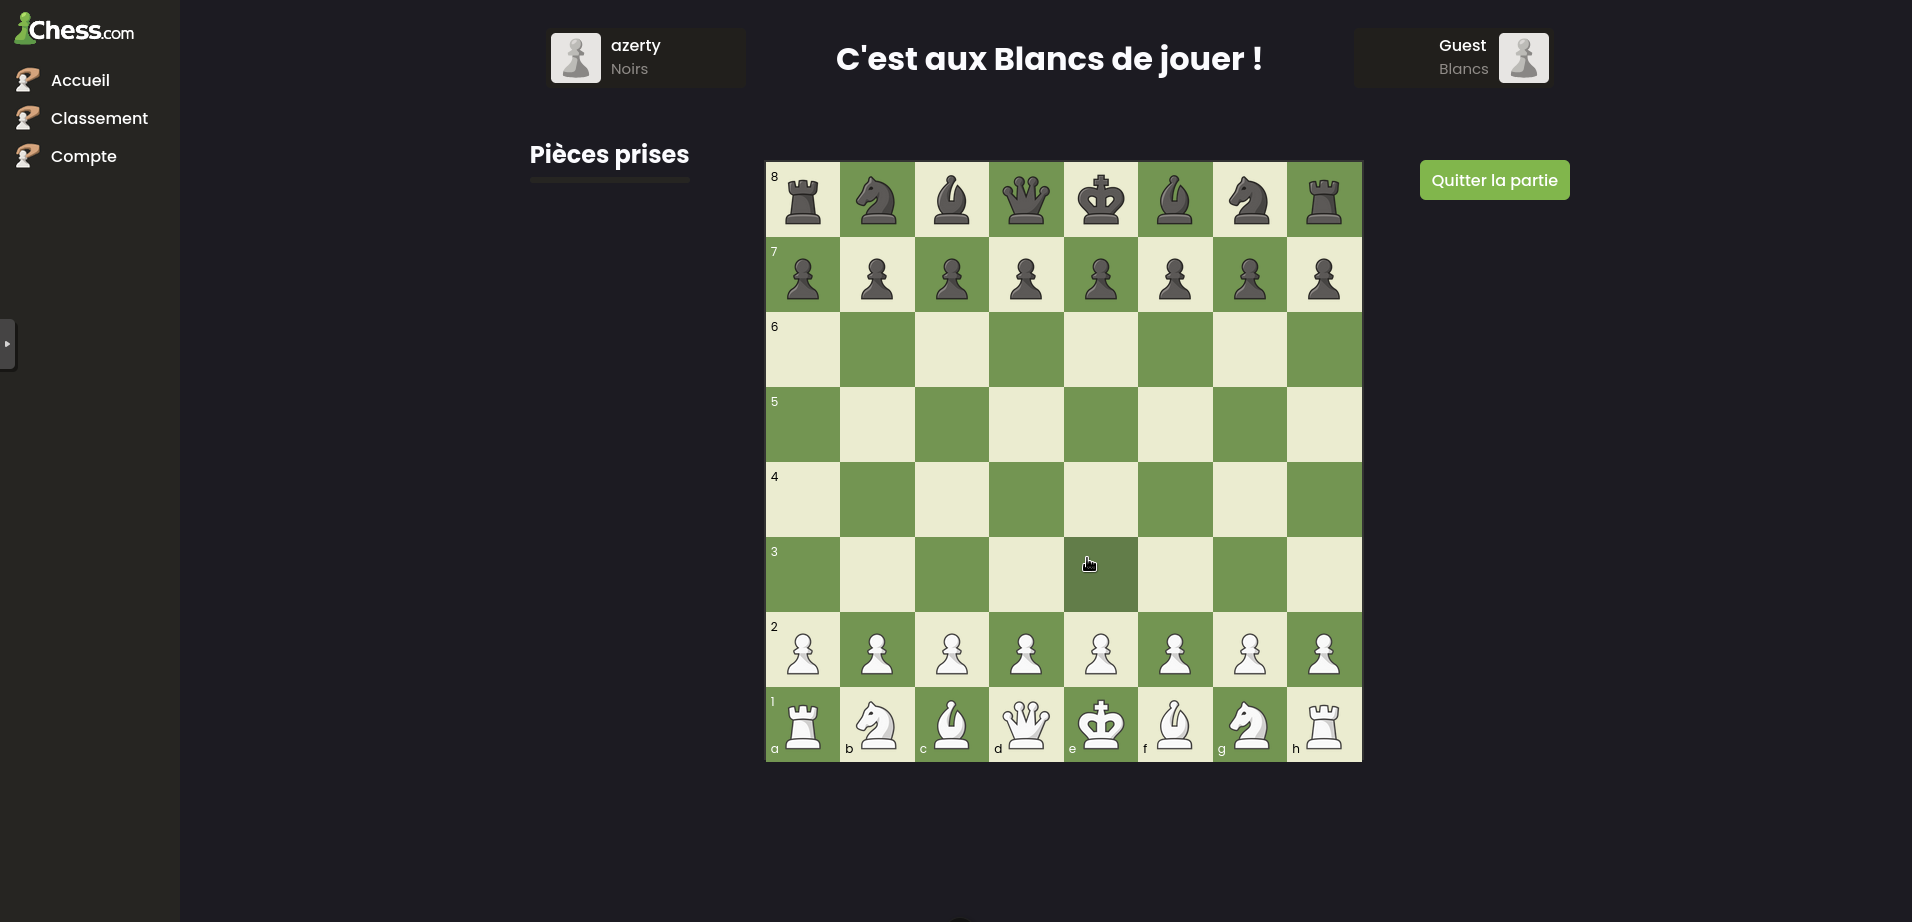 Chess.com
Accueil
Classement
Compte
azerty
Noirs
C'est aux Blancs de jouer !
Guest
Blancs
Pièces prises
Quitter la partie
8
7
6
5
4
3
2
1
a b c d e f g h